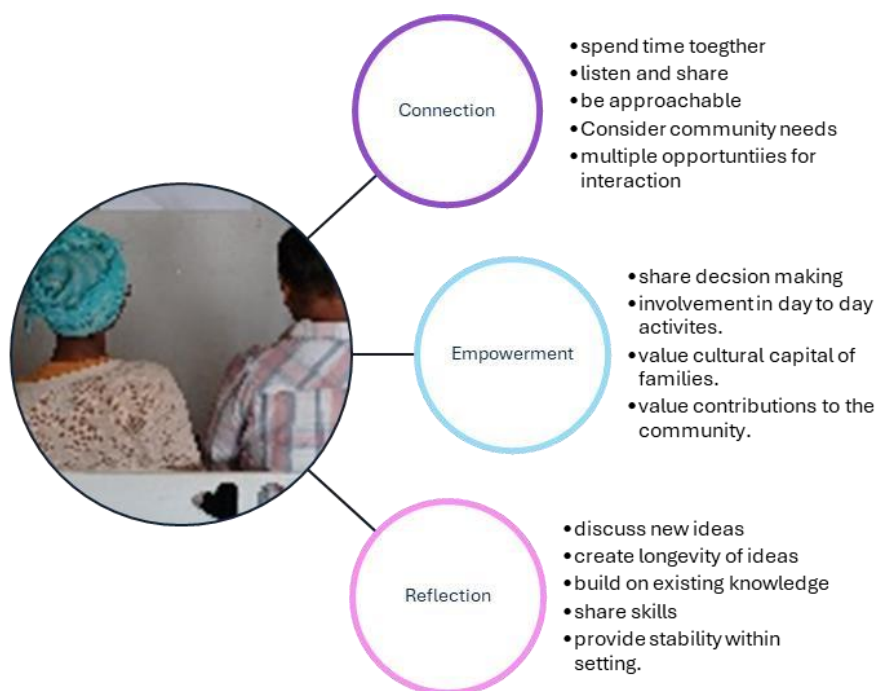 Connection
•spend time toegther
•listen and share
•be approachable
•Consider community needs
•multiple opportuntiies for
interaction
Empowerment
•share decsion making
•involvement in day to day
activites.
•value cultural capital of
families.
•value contributions to the
community.
Reflection
•discuss new ideas
•create longevity of ideas
•build on existing knowledge
•share skills
•provide stability within
setting.